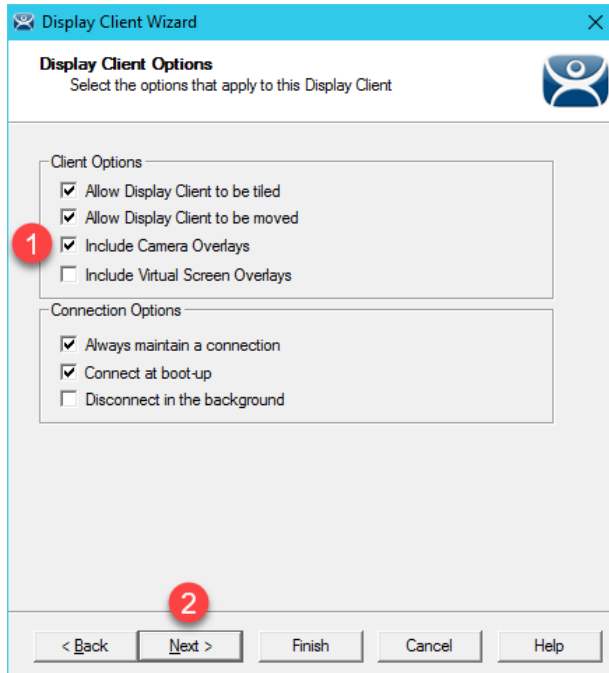 Display Client Wizard
Display Client Options
Select the options that apply to this Display Client
Client Options
Allow Display Client to be tiled
Allow Display Client to be moved
1
Include Camera Overlays
Include Virtual Screen Overlays
Connection Options
Always maintain a connection
Connect at boot-up
Disconnect in the background
2
< Back
Next >
Finish
Cancel
Help